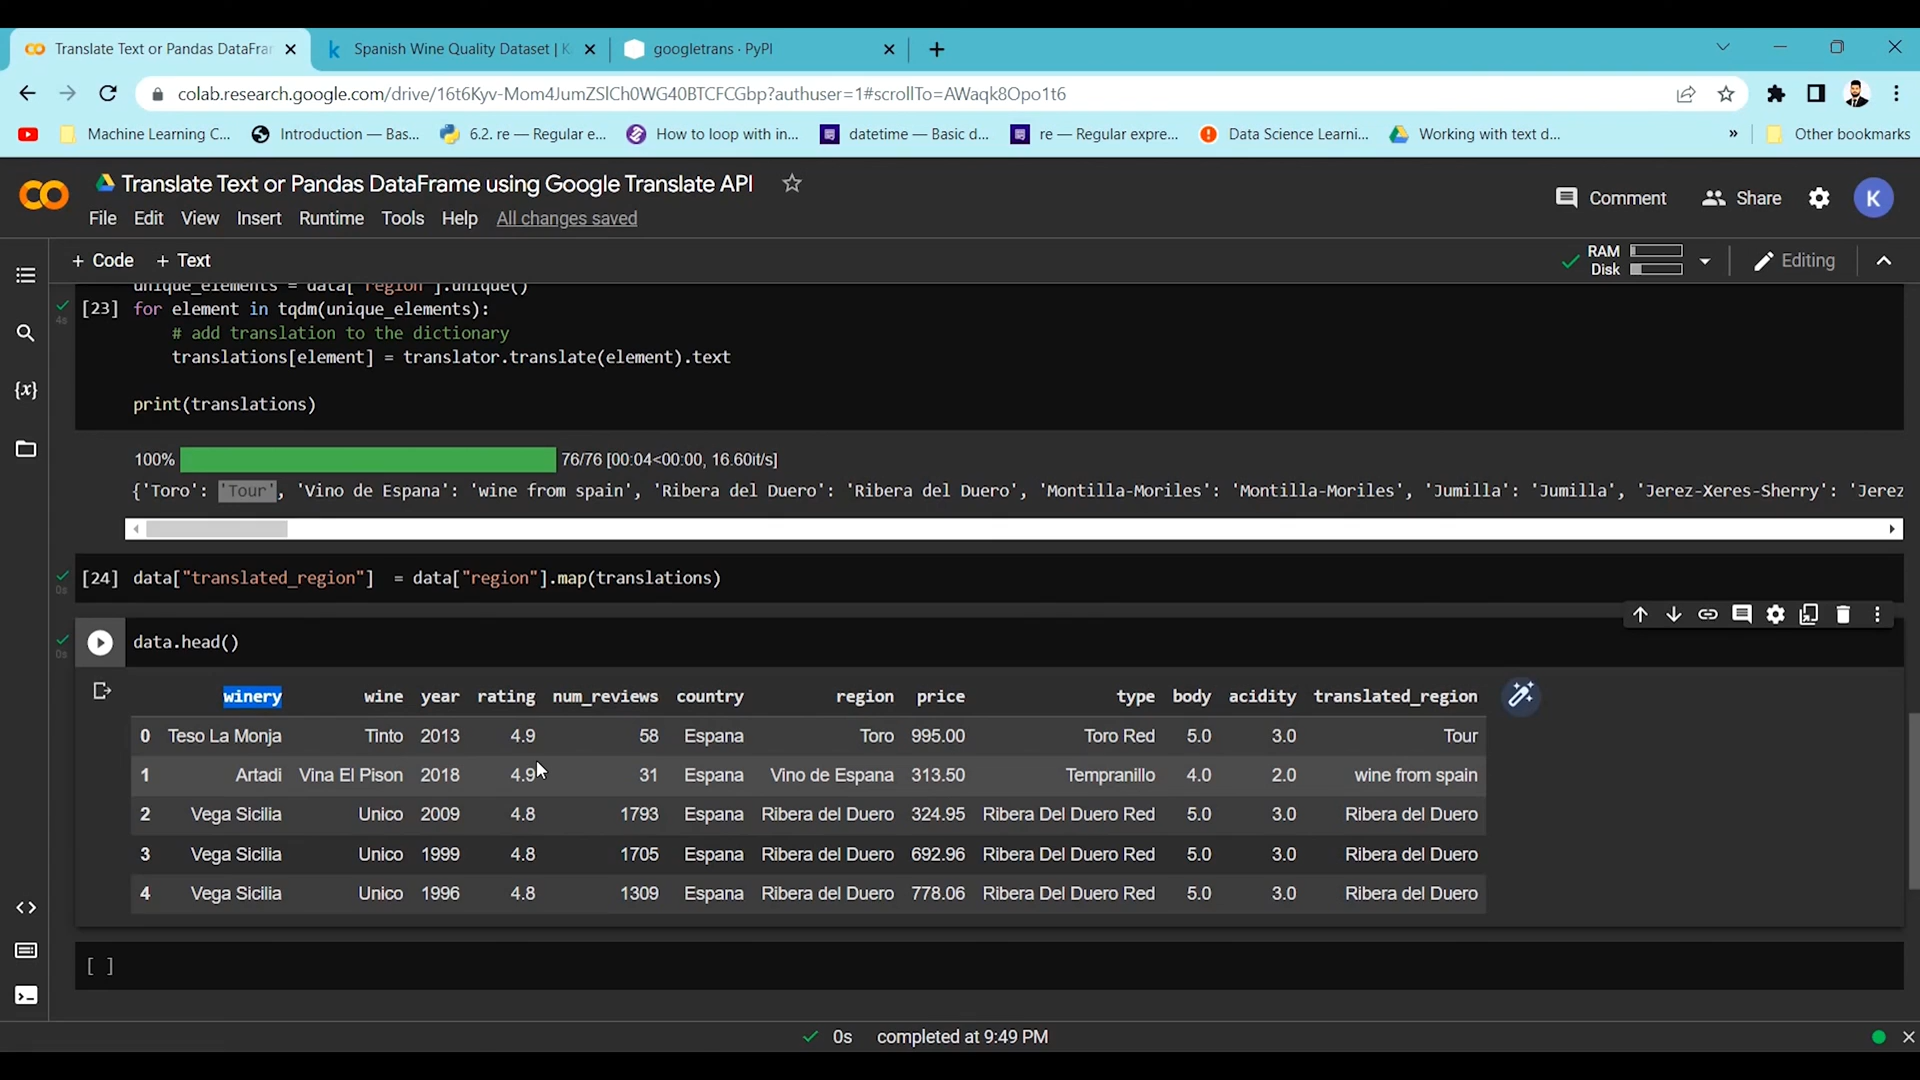 Translate Text or Pandas DataFra
Spanish Wine Quality Dataset | K
googletrans · PyPI
colab.research.google.com/drive/16t6Kyv-Mom4JumZSlCh0WG40BTCFCGbp?authuser=1#scrollTo=AWaqk8Opo1t6
Machine Learning C...
Introduction — Bas...
6.2. re — Regular e...
How to loop with in...
datetime — Basic d...
re — Regular expre...
Data Science Learni...
Working with text d...
»
Other bookmarks
Translate Text or Pandas DataFrame using Google Translate API
Comment
Share
K
File Edit View Insert Runtime Tools Help All changes saved
+ Code + Text
RAM
Disk
Editing
unique_elements = data["region"].unique()
[23] for element in tqdm(unique_elements):
4s
# add translation to the dictionary
translations[element] = translator.translate(element).text
print(translations)
100% 76/76 [00:04<00:00, 16.60it/s]
{'Toro': 'Tour', 'Vino de Espana': 'wine from spain', 'Ribera del Duero': 'Ribera del Duero', 'Montilla-Moriles': 'Montilla-Moriles', 'Jumilla': 'Jumilla', 'Jerez-Xeres-Sherry': 'Jerez
[24] data["translated_region"]  = data["region"].map(translations)
0s
data.head()
0s
winery wine year rating num_reviews country region price type body acidity translated_region
0 Teso La Monja Tinto 2013 4.9 58 Espana Toro 995.00 Toro Red 5.0 3.0 Tour
1 Artadi Vina El Pison 2018 4.9 31 Espana Vino de Espana 313.50 Tempranillo 4.0 2.0 wine from spain
2 Vega Sicilia Unico 2009 4.8 1793 Espana Ribera del Duero 324.95 Ribera Del Duero Red 5.0 3.0 Ribera del Duero
3 Vega Sicilia Unico 1999 4.8 1705 Espana Ribera del Duero 692.96 Ribera Del Duero Red 5.0 3.0 Ribera del Duero
4 Vega Sicilia Unico 1996 4.8 1309 Espana Ribera del Duero 778.06 Ribera Del Duero Red 5.0 3.0 Ribera del Duero
[ ]
{x}
<>
0s completed at 9:49 PM